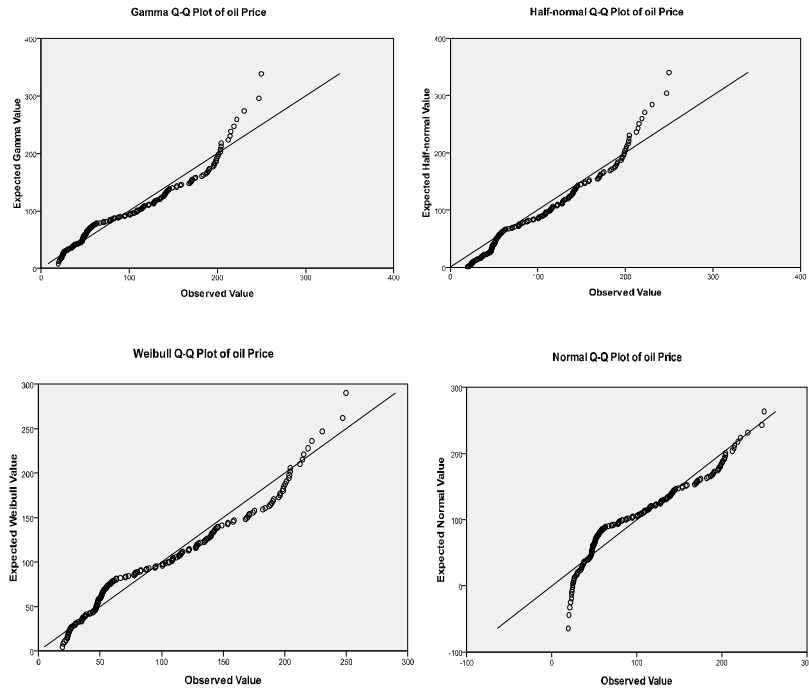 Gamma Q-Q Plot of oil Price
Expected Gamma Value
400
300
200
100
0
0 100 200 300 400
Observed Value
Half-normal Q-Q Plot of oil Price
Expected Half-normal Value
400
300
200
100
0
0 100 200 300 400
Observed Value
Weibull Q-Q Plot of oil Price
Expected Weibull Value
300
250
200
150
100
50
0
0 50 100 150 200 250 300
Observed Value
Normal Q-Q Plot of oil Price
Expected Normal Value
300
200
100
0
-100
-100 0 100 200 30
Observed Value